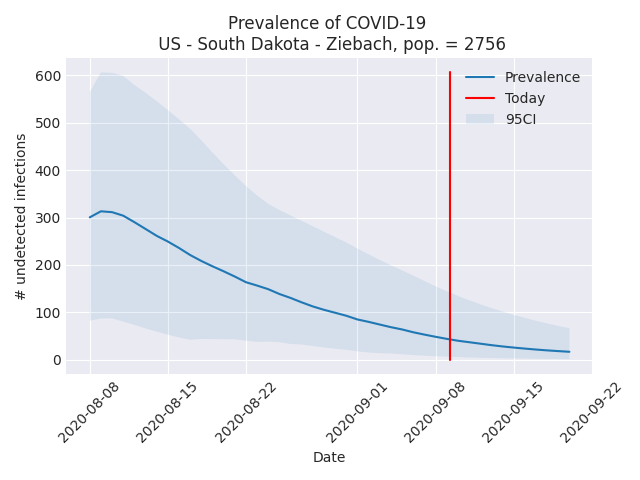 Prevalence of COVID-19
US - South Dakota - Ziebach, pop. = 2756
Prevalence
Today
95CI
# undetected infections
600
500
400
300
200
100
0
2020-08-08
2020-08-15
2020-08-22
2020-09-01
2020-09-08
2020-09-15
2020-09-22
Date